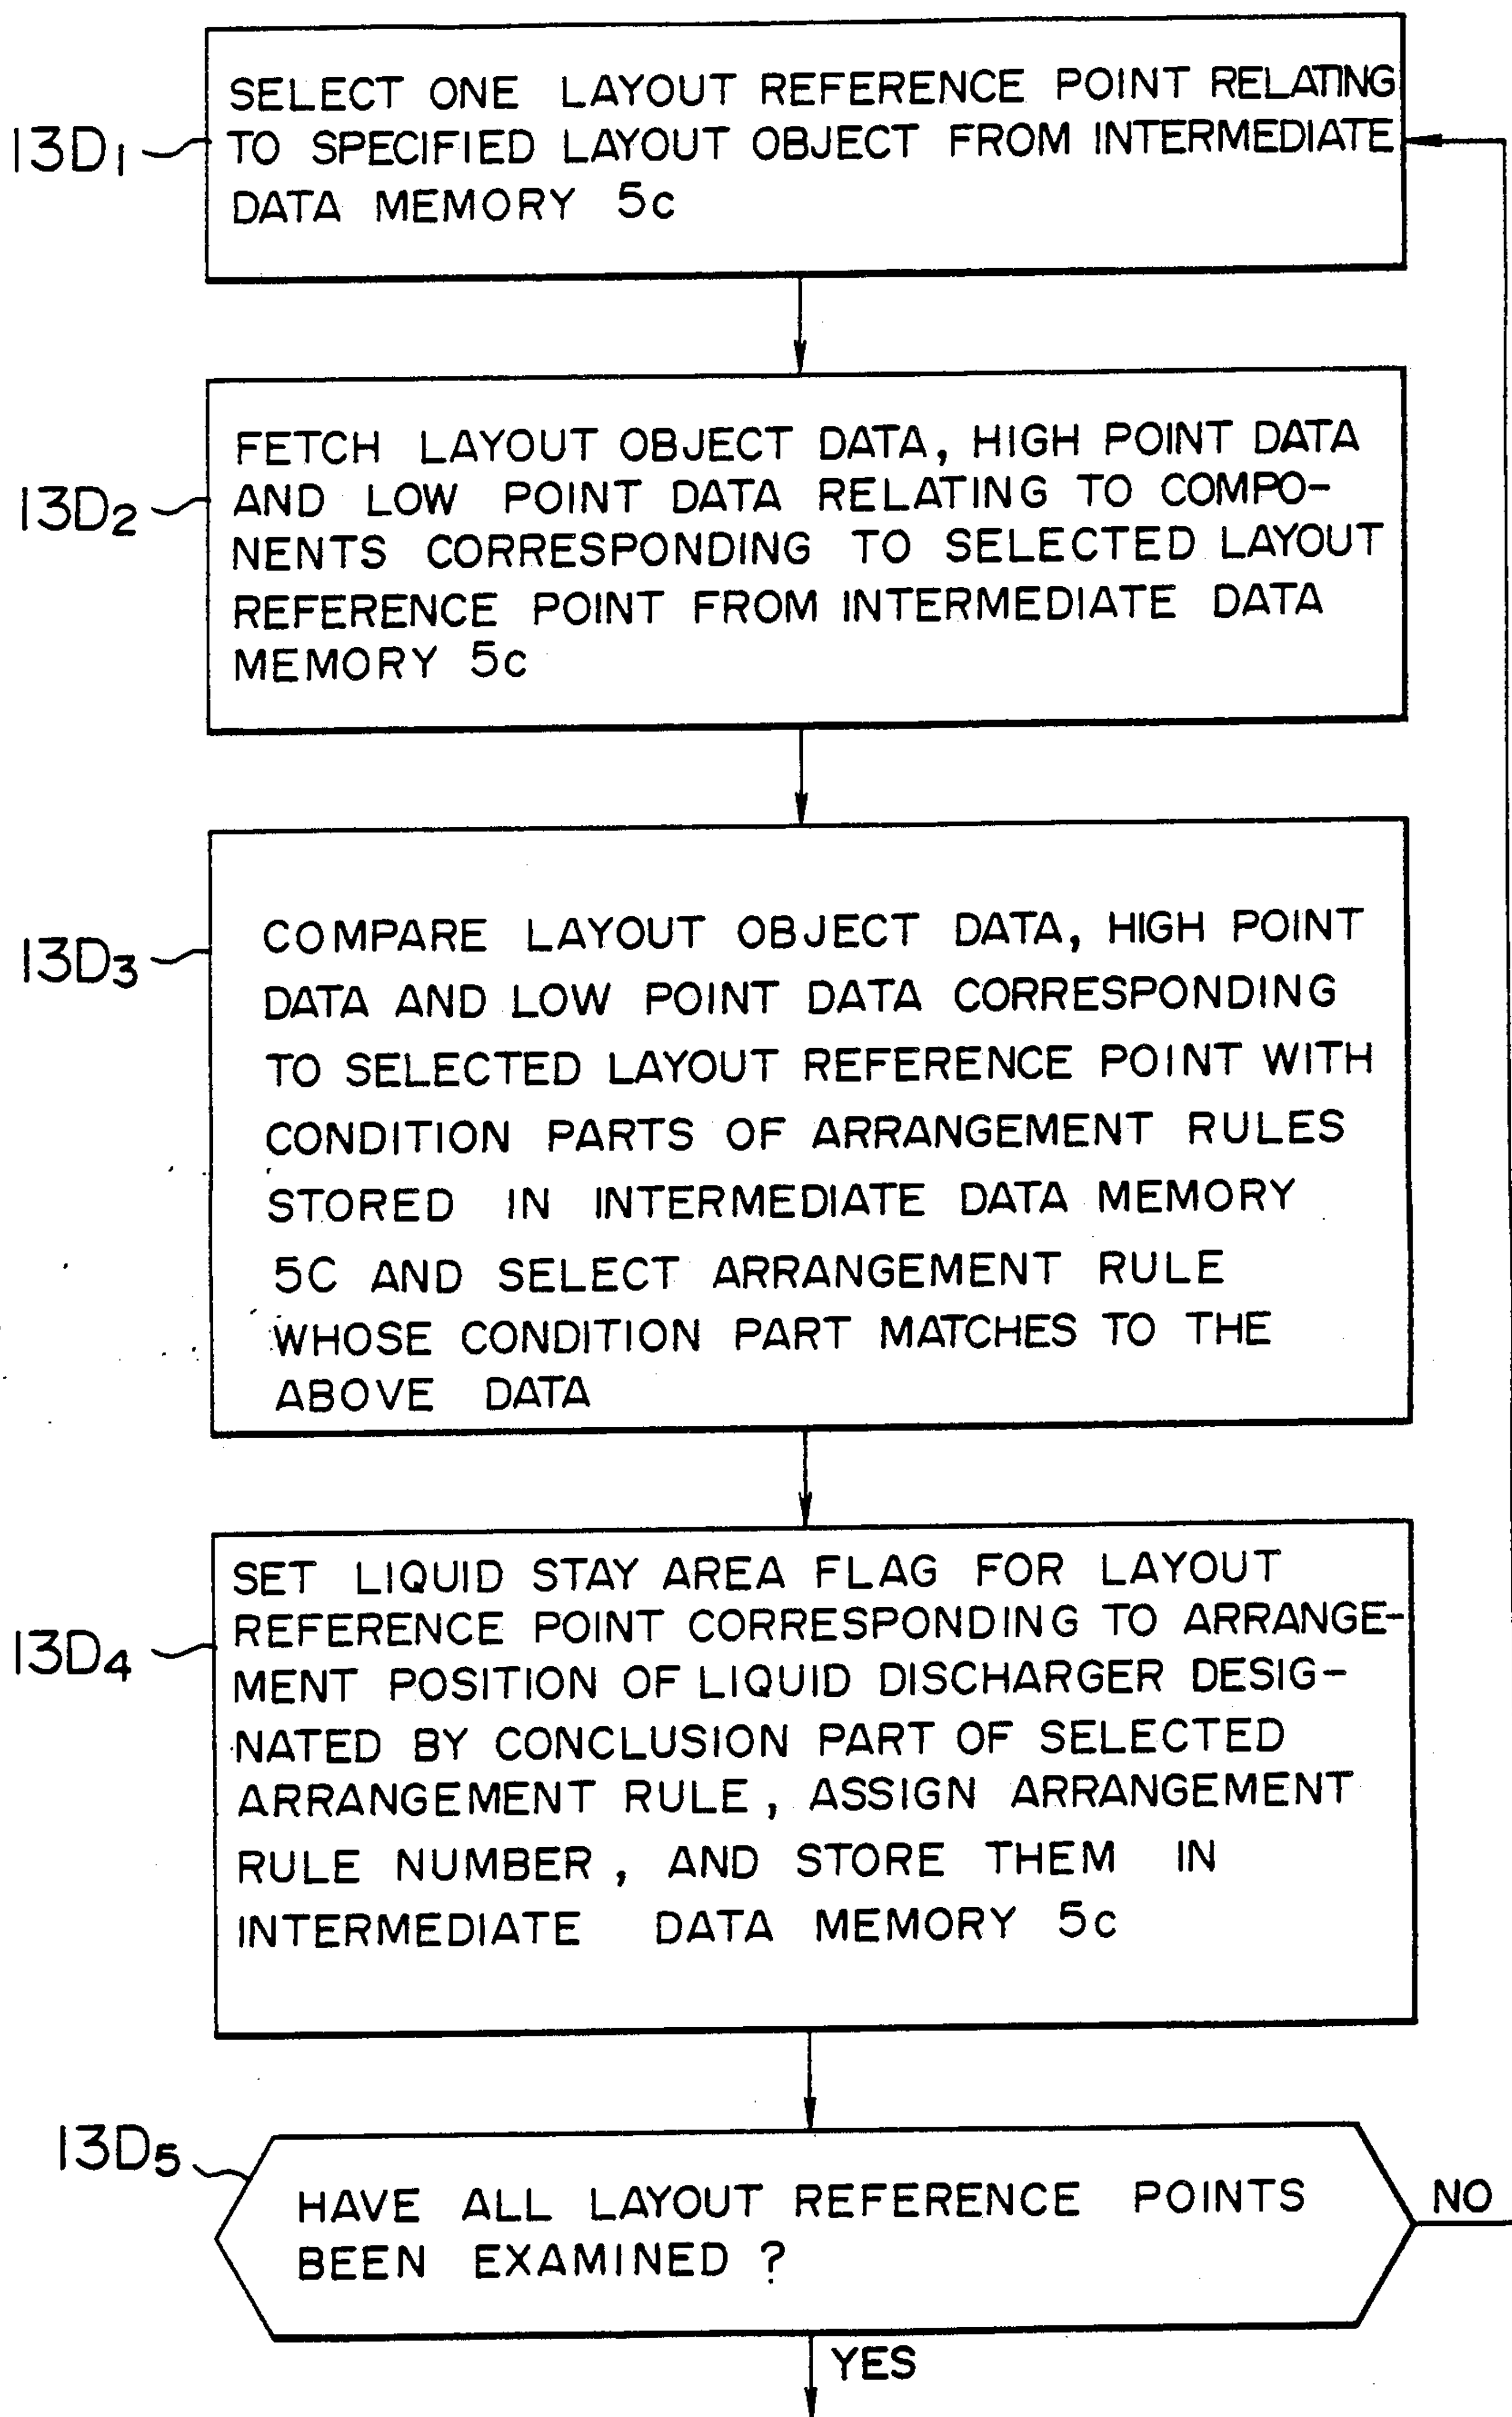 SELECT ONE LAYOUT REFERENCE POINT RELATING
13D1 TO SPECIFIED LAYOUT OBJECT FROM INTERMEDIATE
DATA MEMORY 5c
FETCH LAYOUT OBJECT DATA, HIGH POINT DATA
13D2 AND LOW POINT DATA RELATING TO COMPO-
NENTS CORRESPONDING TO SELECTED LAYOUT
REFERENCE POINT FROM INTERMEDIATE DATA
MEMORY 5c
COMPARE LAYOUT OBJECT DATA, HIGH POINT
13D3
DATA AND LOW POINT DATA CORRESPONDING
TO SELECTED LAYOUT REFERENCE POINT WITH
CONDITION PARTS OF ARRANGEMENT RULES
STORED IN INTERMEDIATE DATA MEMORY
5C AND SELECT ARRANGEMENT RULE
WHOSE CONDITION PART MATCHES TO THE
ABOVE DATA
SET LIQUID STAY AREA FLAG FOR LAYOUT
REFERENCE POINT CORRESPONDING TO ARRANGE-
13D4
MENT POSITION OF LIQUID DISCHARGER DESIG-
NATED BY CONCLUSION PART OF SELECTED
ARRANGEMENT RULE, ASSIGN ARRANGEMENT
RULE NUMBER, AND STORE THEM IN
INTERMEDIATE DATA MEMORY 5c
13D5
HAVE ALL LAYOUT REFERENCE POINTS
BEEN EXAMINED ?
NO
YES